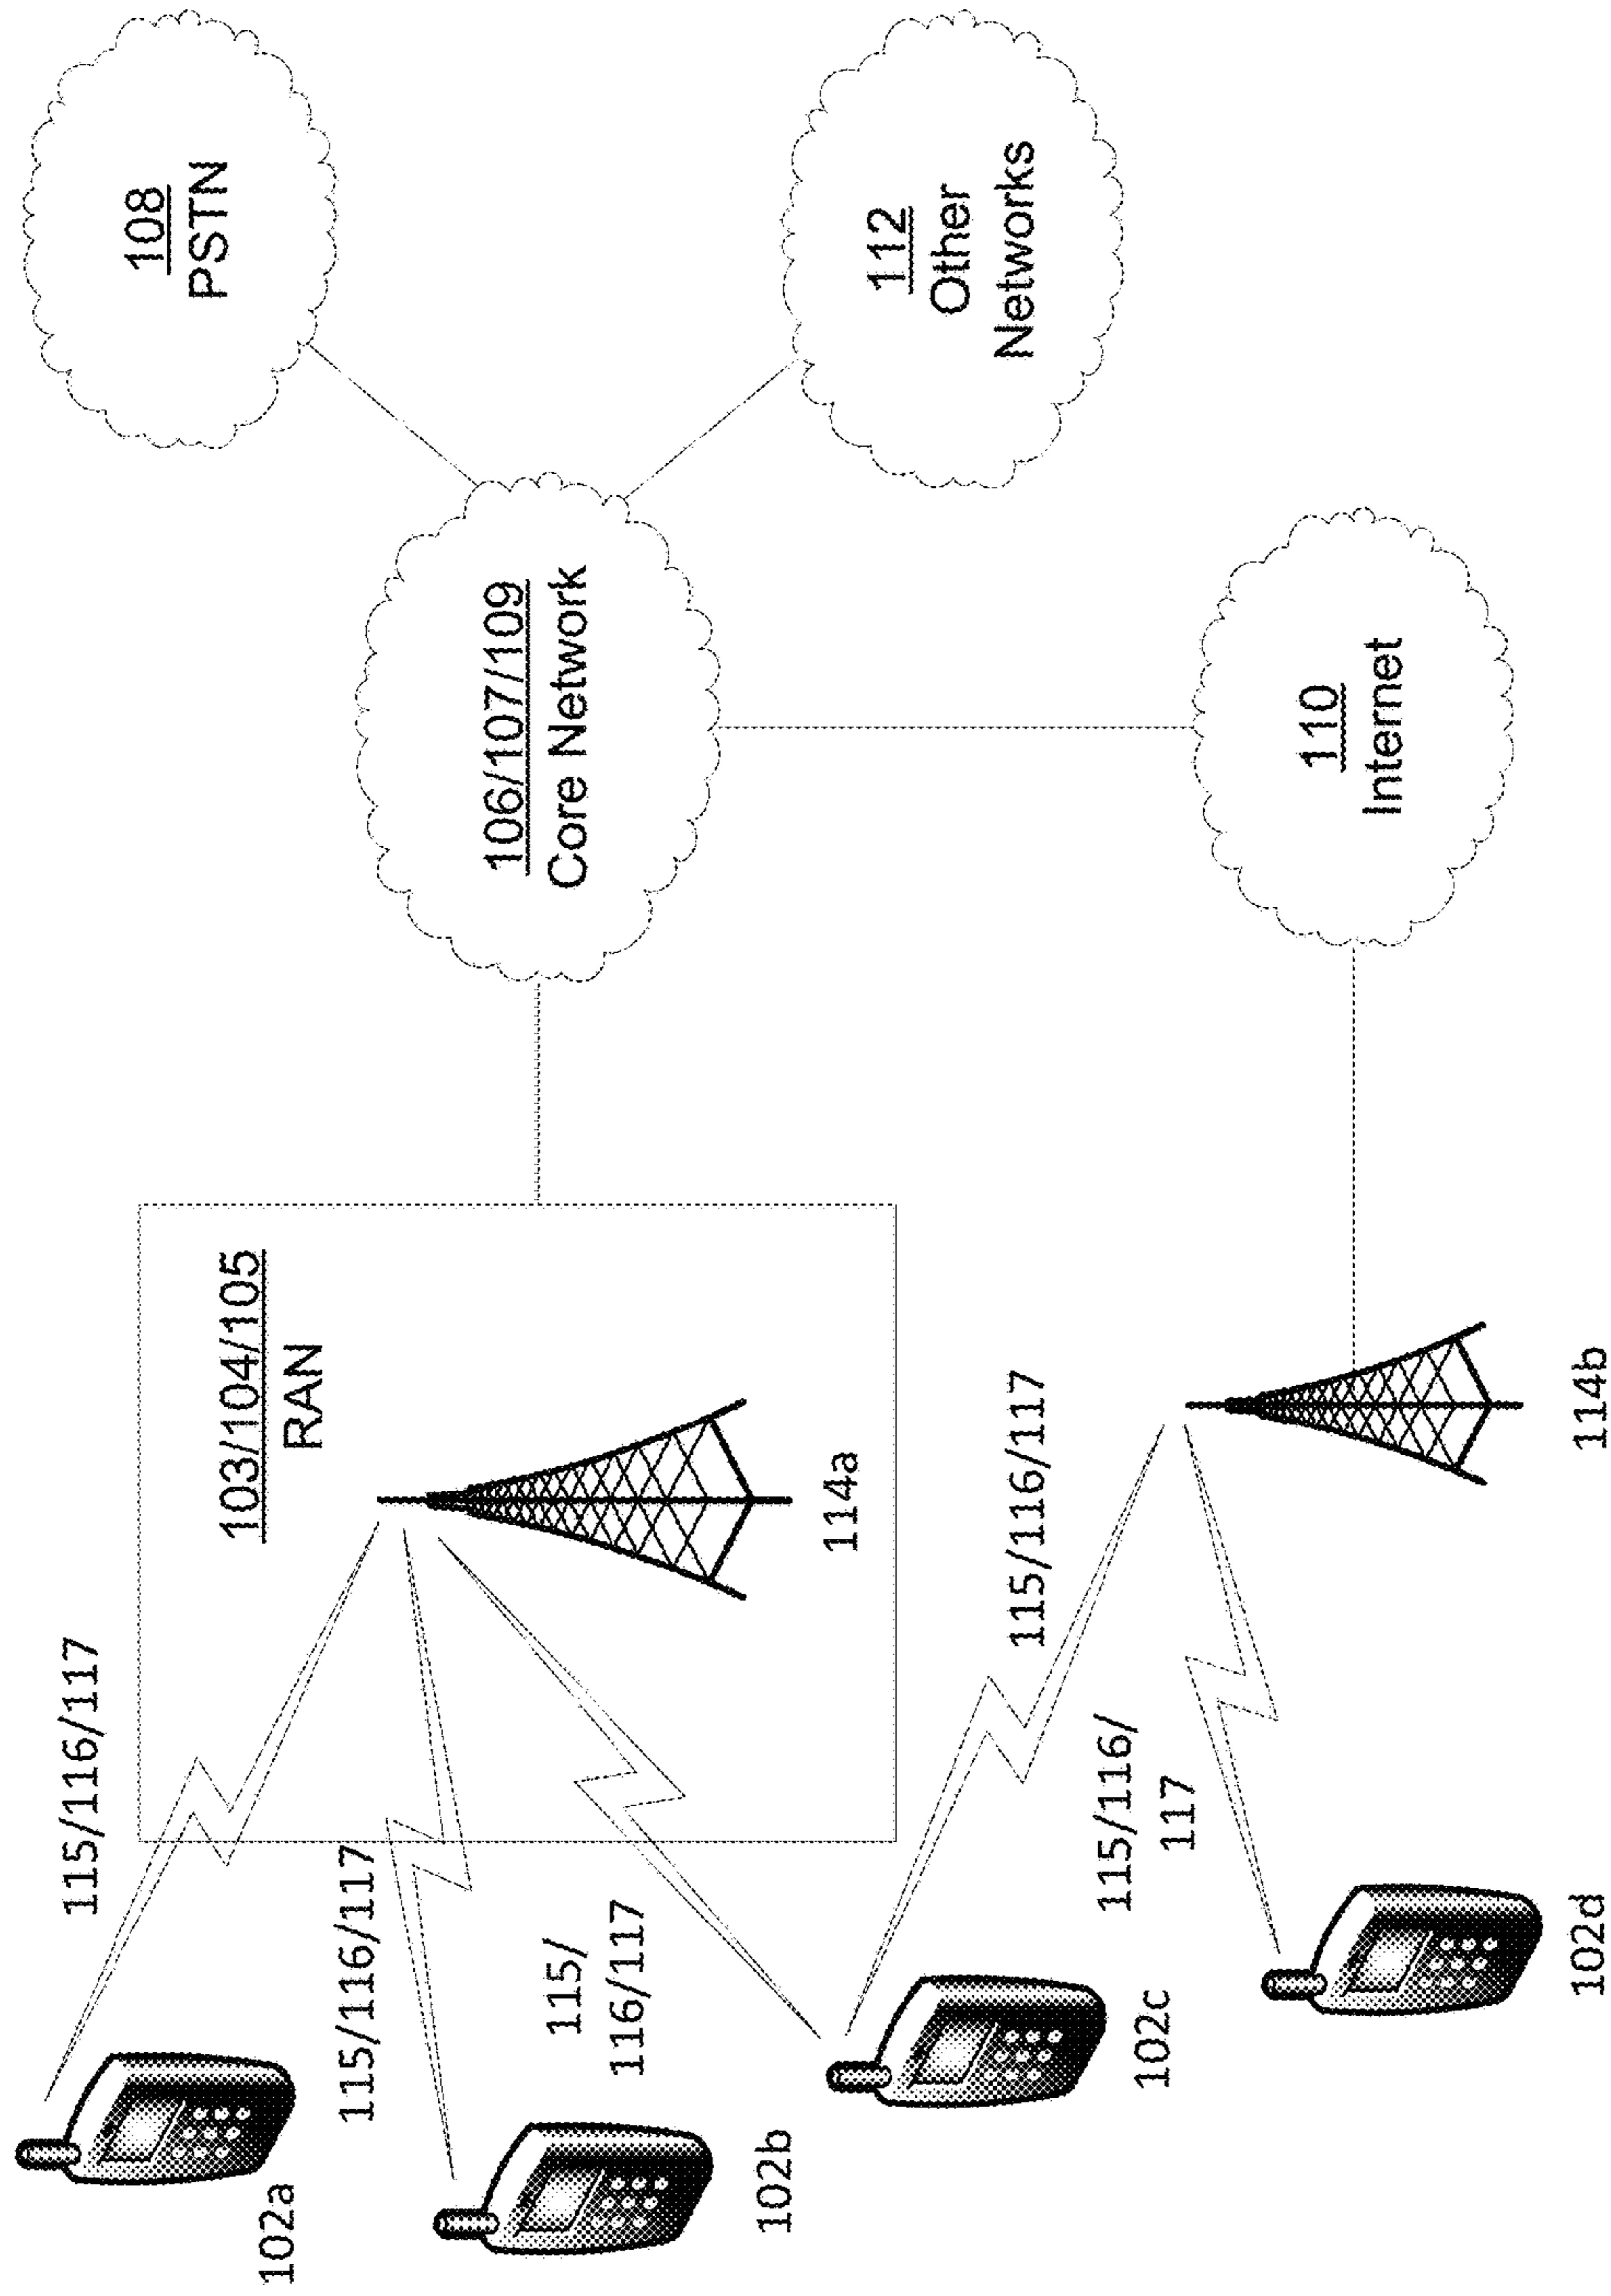 115/116/117
103/104/105
RAN
108
PSTN
102a
115/116/117
106/107/109
Core Network
102b
115/
116/117
114a
112
Other
Networks
115/116/117
102c
115/116/
117
110
Internet
102d
114b